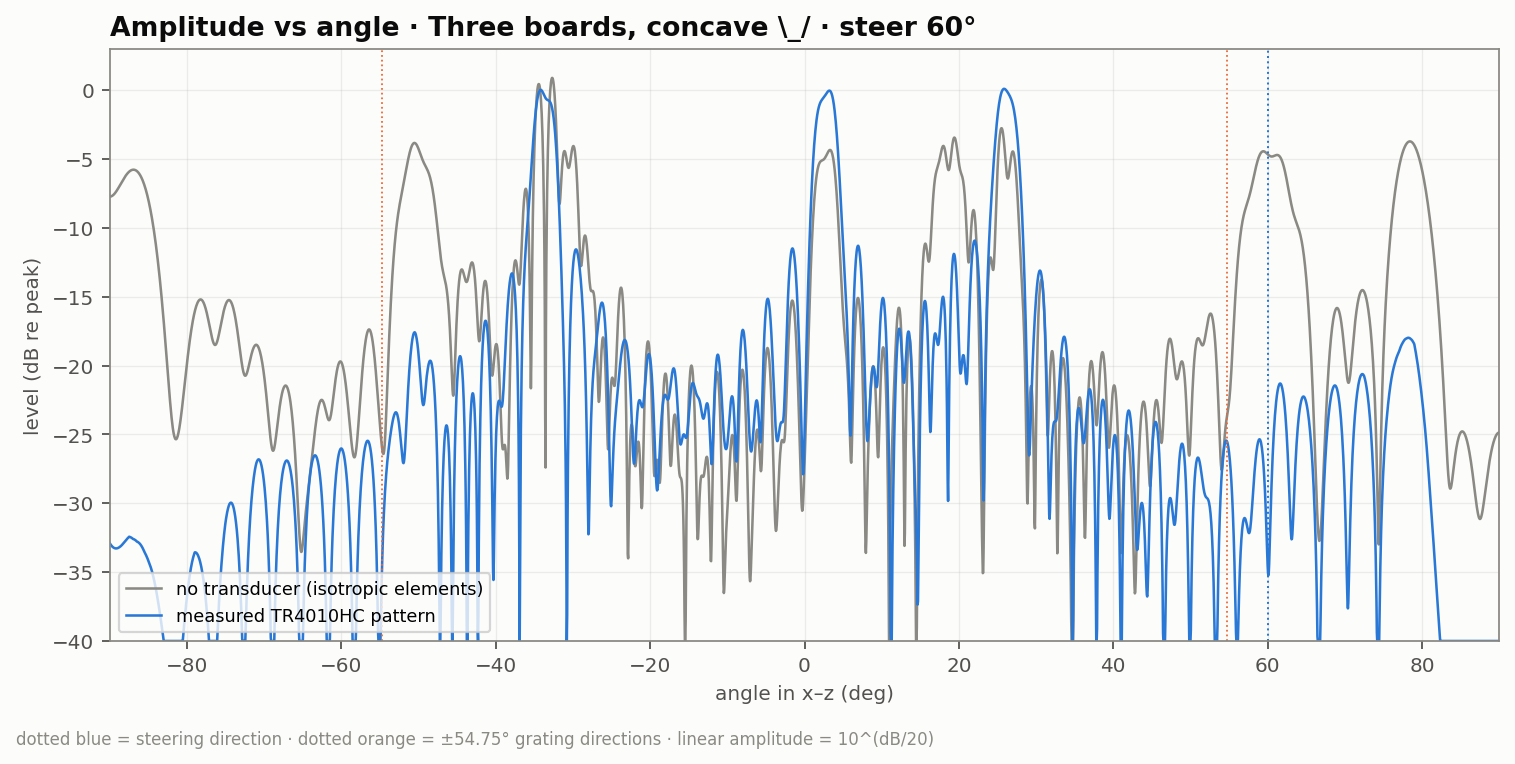 Amplitude vs angle · Three boards, concave \_/ · steer 60°
0
−5
−10
−15
−20
−25
−30
−35
−40
level (dB re peak)
no transducer (isotropic elements)
measured TR4010HC pattern
−80 −60 −40 −20 0 20 40 60 80
angle in x–z (deg)
dotted blue = steering direction · dotted orange = ±54.75° grating directions · linear amplitude = 10^(dB/20)